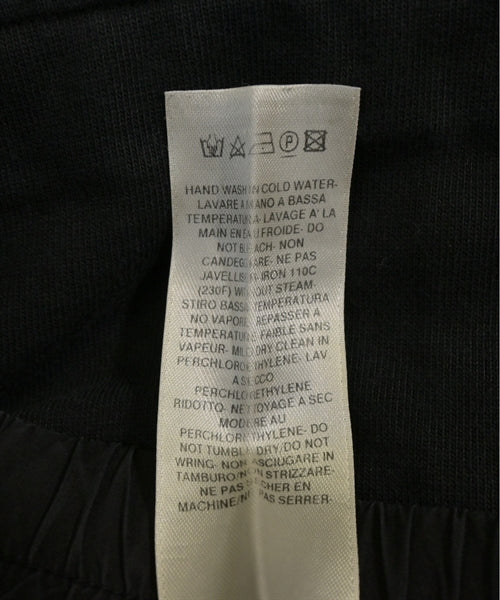 P
HAND WASH IN COLD WATER-
LAVARE A MANO A BASSA
TEMPERATURA- LAVAGE A' LA
MAIN EN EAU FROIDE- DO
NOT BLEACH- NON
CANDEGGIARE- NE PAS
JAVELLISER-IRON 110C
(230F) WITHOUT STEAM-
STIRO BASSA TEMPERATURA
NO VAPORE- REPASSER A
TEMPERATURE FAIBLE SANS
VAPEUR- MILD DRY CLEAN IN
PERCHLOROETHYLENE- LAV
A SECCO
PERCHLOROETHYLENE
RIDOTTO- NETTOYAGE A SEC
MODERE AU
PERCHLOROETHYLENE- DO
NOT TUMBLE DRY/DO NOT
WRING- NON ASCIUGARE IN
TAMBURO/NON STRIZZARE-
NE PAS SECHER EN
MACHINE/NE PAS SERRER-